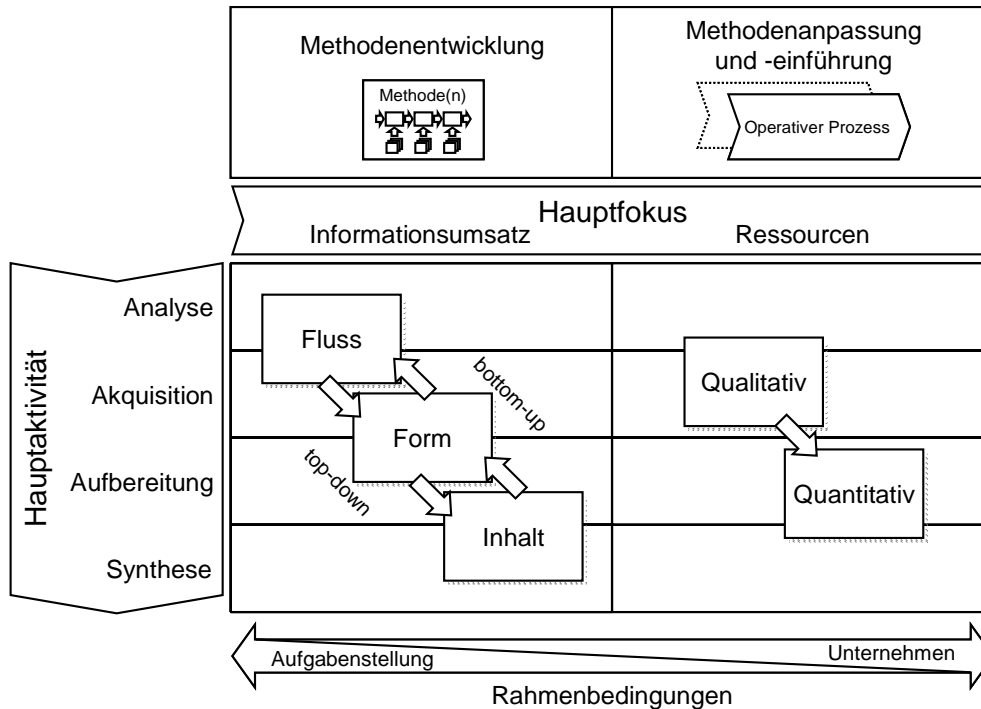 Methodenentwicklung
Methode(n)
Methodenanpassung
und -einführung
Operativer Prozess
Hauptfokus
Informationsumsatz
Ressourcen
Hauptaktivität
Analyse
Akquisition
Aufbereitung
Synthese
Fluss
Form
Inhalt
top-down
bottom-up
Qualitativ
Quantitativ
Aufgabenstellung
Unternehmen
Rahmenbedingungen